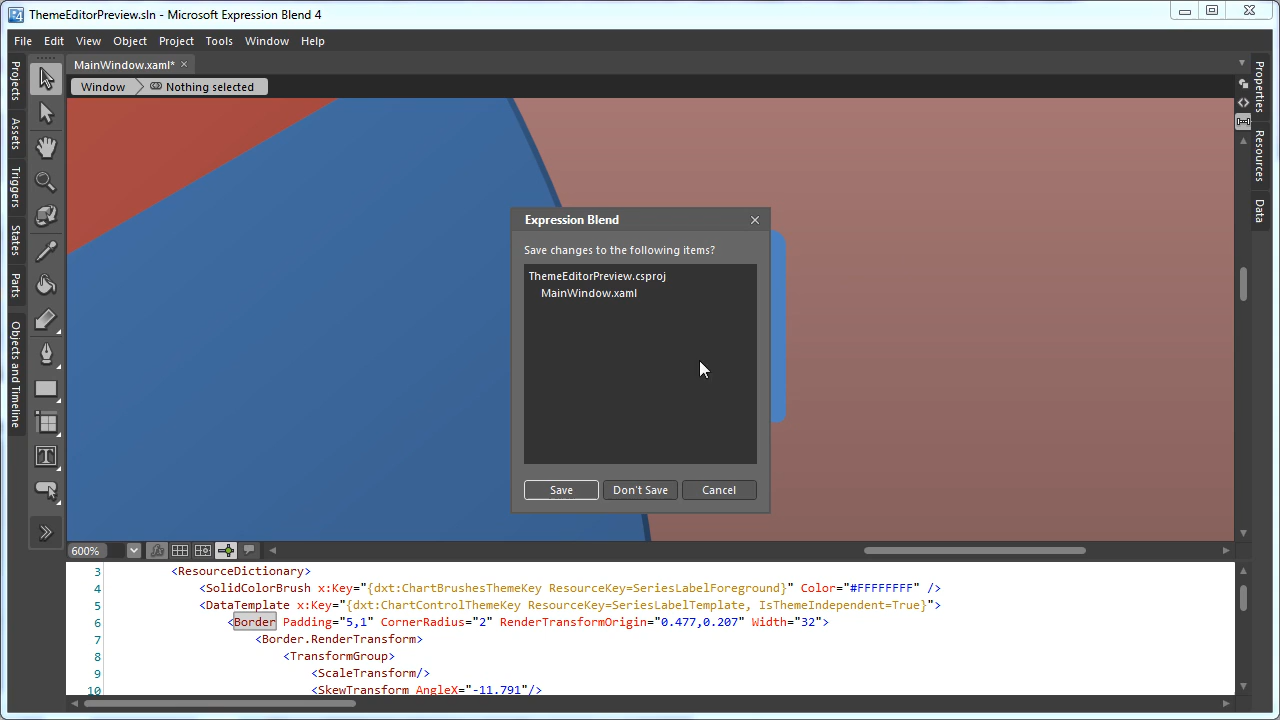 ThemeEditorPreview.sln - Microsoft Expression Blend 4
File Edit View Object Project Tools Window Help
MainWindow.xaml*
Window Nothing selected
Projects
Assets
Triggers
States
Parts
Objects and Timeline
Properties
Resources
Data
Expression Blend
Save changes to the following items?
ThemeEditorPreview.csproj
MainWindow.xaml
Save Don't Save Cancel
600%
3 <ResourceDictionary>
4 <SolidColorBrush x:Key="{dxt:ChartBrushesThemeKey ResourceKey=SeriesLabelForeground}" Color="#FFFFFFFF" />
5 <DataTemplate x:Key="{dxt:ChartControlThemeKey ResourceKey=SeriesLabelTemplate, IsThemeIndependent=True}">
6 <Border Padding="5,1" CornerRadius="2" RenderTransformOrigin="0.477,0.207" Width="32">
7 <Border.RenderTransform>
8 <TransformGroup>
9 <ScaleTransform/>
10 <SkewTransform AngleX="-11.791"/>